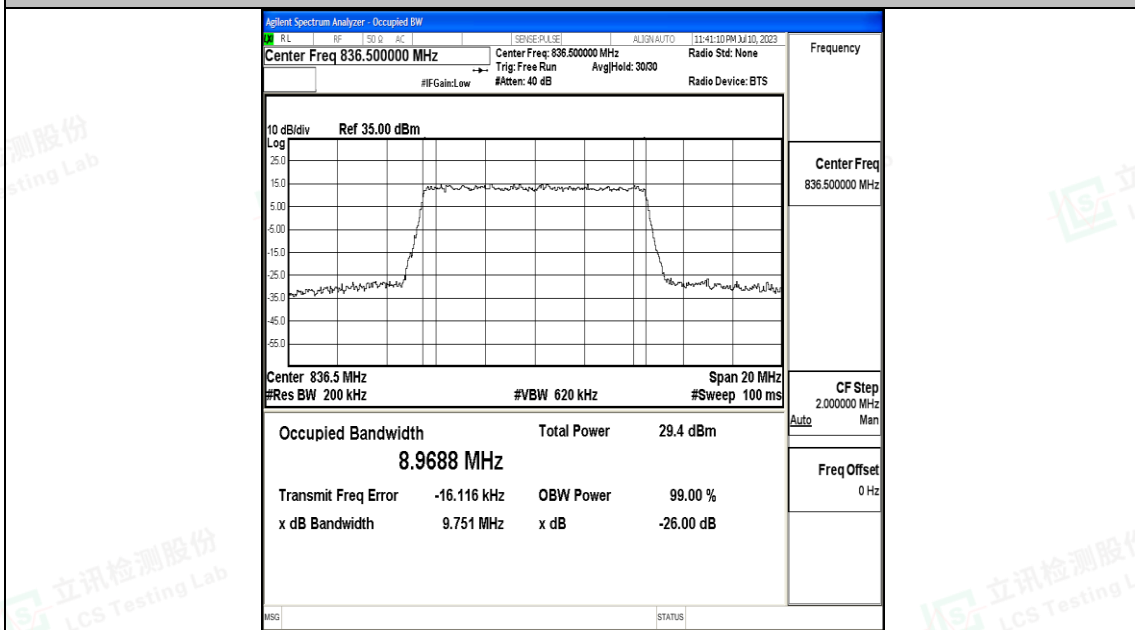 Agilent Spectrum Analyzer - Occupied BW
RL RF 50 Ω AC SENSE:PULSE ALIGN AUTO 11:41:10 PM Jul 10, 2023
Center Freq 836.500000 MHz
Center Freq: 836.500000 MHz
Radio Std: None
Trig: Free Run Avg|Hold: 30/30
#IFGain:Low
#Atten: 40 dB
Radio Device: BTS
10 dB/div Ref 35.00 dBm
Log
25.0
15.0
5.00
-5.00
-15.0
-25.0
-35.0
-45.0
-55.0
Center 836.5 MHz
Span 20 MHz
#Res BW 200 kHz
#VBW 620 kHz
#Sweep 100 ms
Occupied Bandwidth
Total Power 29.4 dBm
8.9688 MHz
Transmit Freq Error -16.116 kHz OBW Power 99.00 %
x dB Bandwidth 9.751 MHz x dB -26.00 dB
MSG
STATUS
Frequency
Center Freq
836.500000 MHz
CF Step
2.000000 MHz
Auto Man
Freq Offset
0 Hz
测股份
sting Lab
立讯检测股份
LCS Testing Lab
立讯检测股份
LCS Testing L